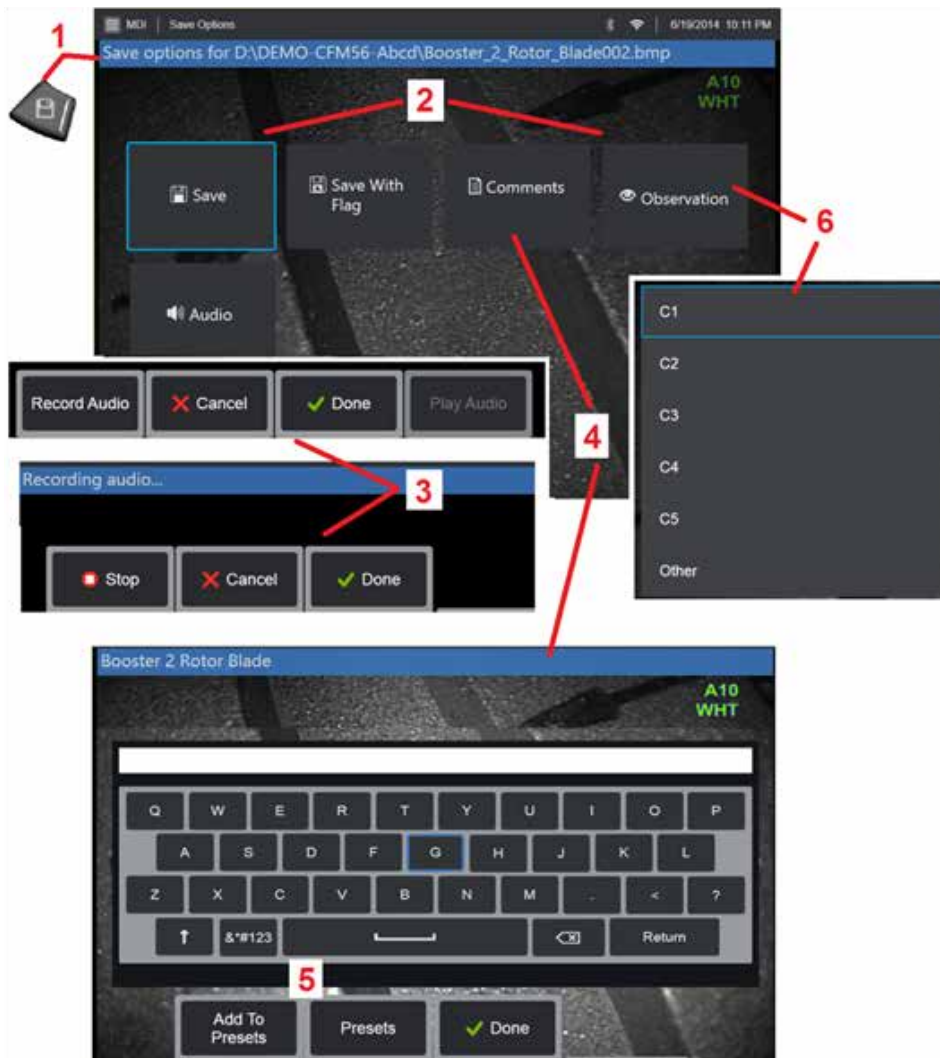 MDI | Save Options
6/19/2014 10:11 PM
1
Save options for D:\DEMO-CFM56-Abcd\Booster_2_Rotor_Blade002.bmp
A10
WHT
2
Save
Save With
Flag
Comments
Observation
6
Audio
C1
C2
C3
C4
C5
Other
Record Audio
Cancel
Done
Play Audio
4
3
Recording audio...
Stop
Cancel
Done
Booster 2 Rotor Blade
A10
WHT
Q W E R T Y U I O P
A S D F G H J K L
Z X C V B N M . < ?
&*#123
Return
5
Add To
Presets
Presets
Done